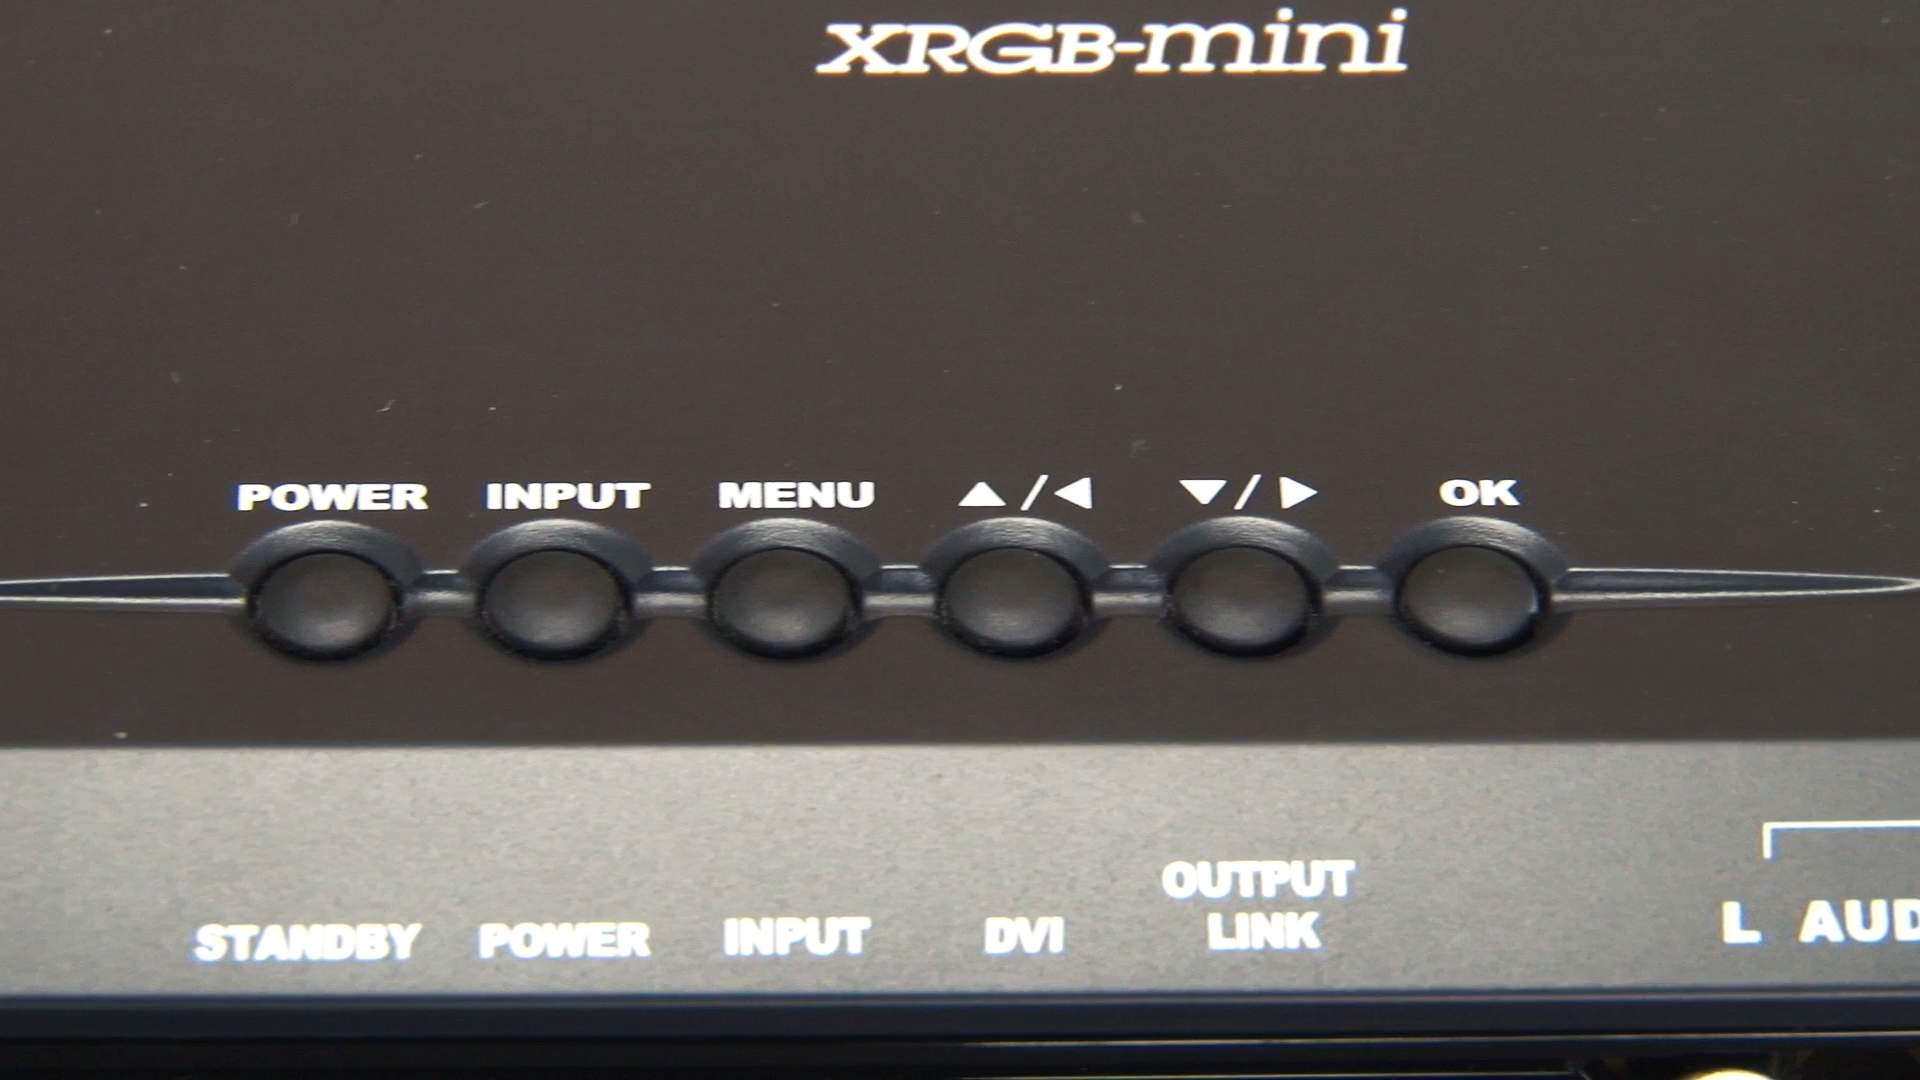 XRGB-mini
POWER INPUT MENU ▲/◀ ▼/▶ OK
OUTPUT
STANDBY POWER INPUT DVI LINK L AUD